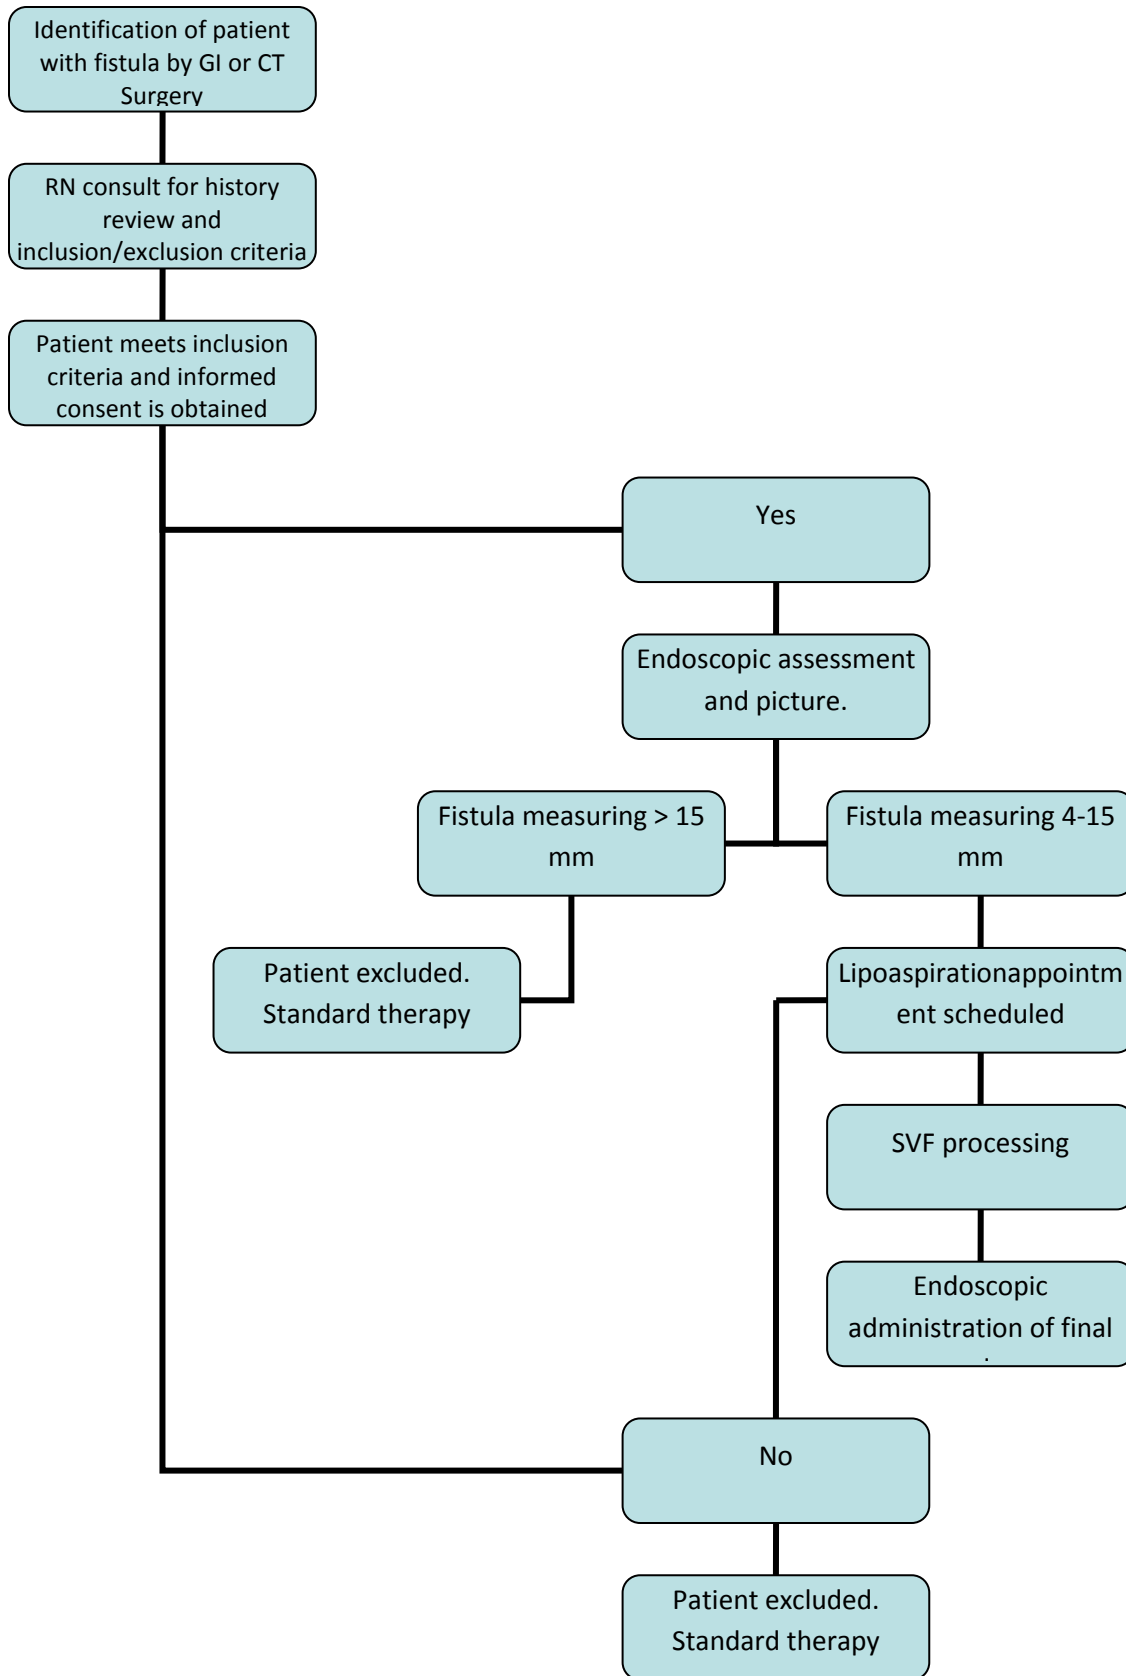 Identification of patient
with fistula by GI or CT
Surgery
RN consult for history
review and
inclusion/exclusion criteria
Patient meets inclusion
criteria and informed
consent is obtained
Yes
Endoscopic assessment
and picture.
Fistula measuring > 15
mm
Fistula measuring 4-15
mm
Patient excluded.
Standard therapy
Lipoaspirationappointm
ent scheduled
SVF processing
Endoscopic
administration of final
No
Patient excluded.
Standard therapy